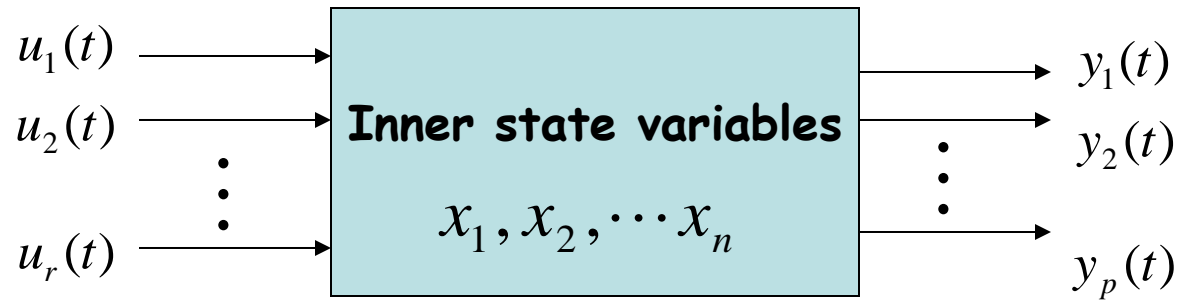 u₁(t)
u₂(t)
⋮
uᵣ(t)
Inner state variables
x₁, x₂, ⋯ xₙ
y₁(t)
y₂(t)
⋮
yₚ(t)